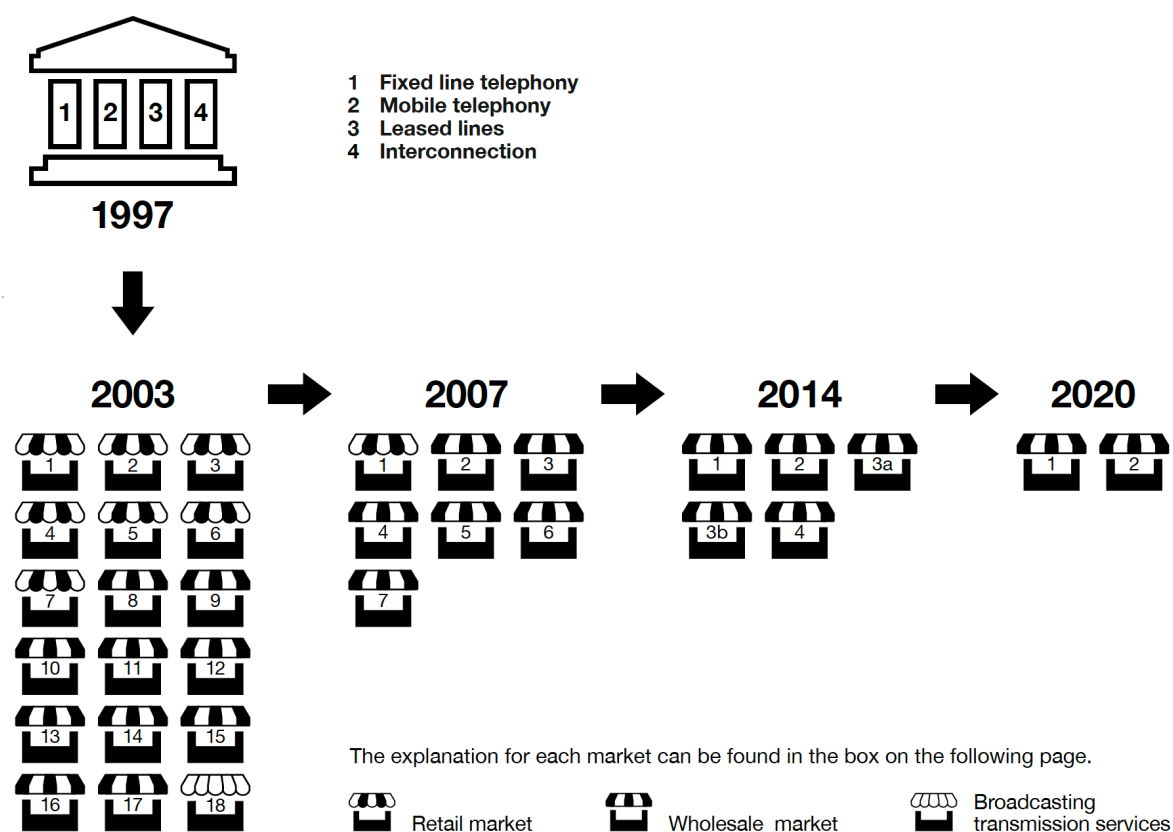 1 2 3 4
1997
1 Fixed line telephony
2 Mobile telephony
3 Leased lines
4 Interconnection
2003
1 2 3
4 5 6
7 8 9
10 11 12
13 14 15
16 17 18
2007
1 2 3
4 5 6
7
2014
1 2 3a
3b 4
2020
1 2
The explanation for each market can be found in the box on the following page.
Retail market
Wholesale market
Broadcasting
transmission services